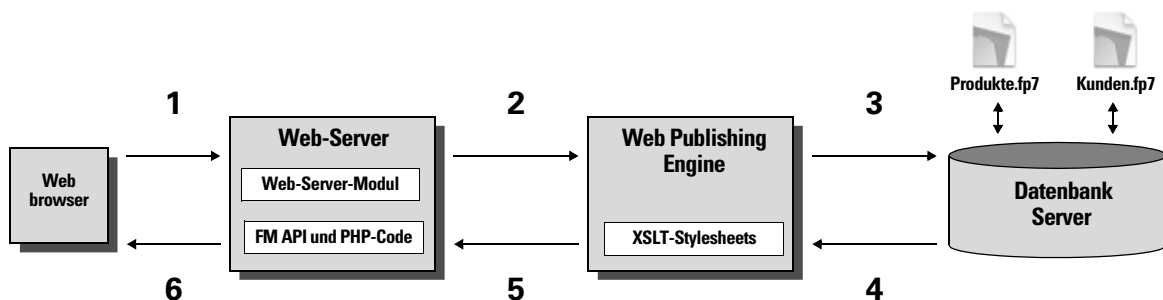 Produkte.fp7
Kunden.fp7
1
2
3
Web
browser
Web-Server
Web-Server-Modul
FM API und PHP-Code
Web Publishing
Engine
XSLT-Stylesheets
Datenbank
Server
6
5
4